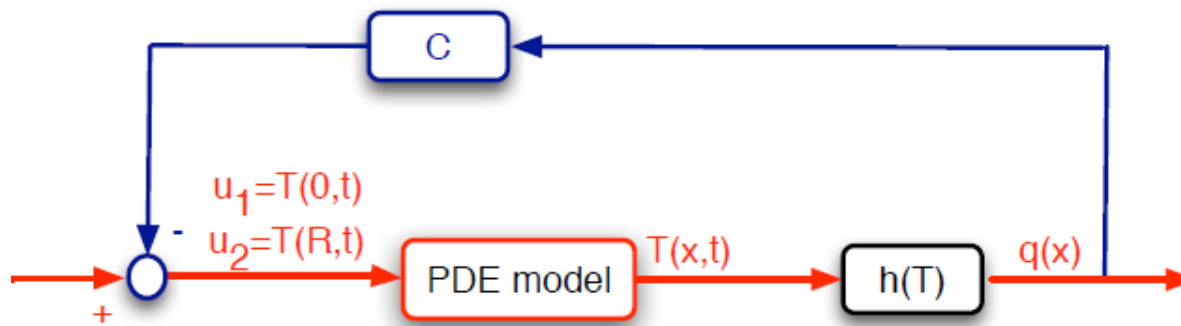 C
u₁=T(0,t)
-
u₂=T(R,t)
PDE model
T(x,t)
h(T)
q(x)
+